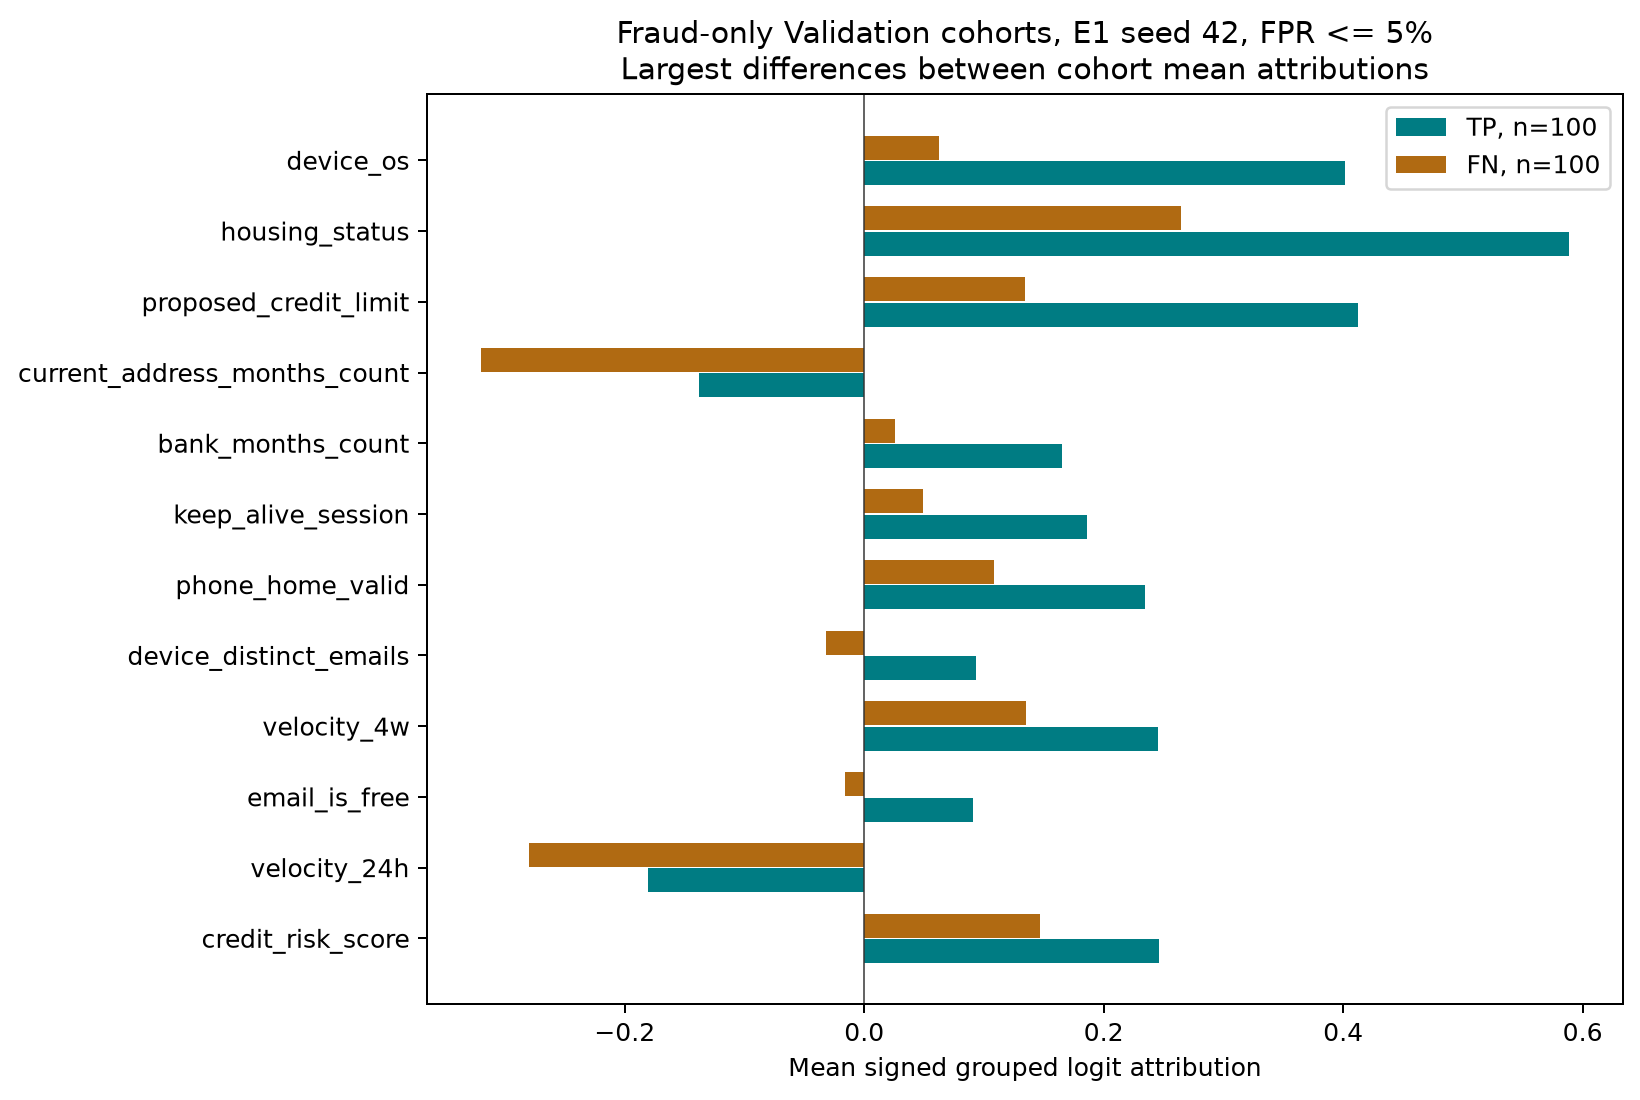 Fraud-only Validation cohorts, E1 seed 42, FPR <= 5%
Largest differences between cohort mean attributions
TP, n=100
FN, n=100
device_os
housing_status
proposed_credit_limit
current_address_months_count
bank_months_count
keep_alive_session
phone_home_valid
device_distinct_emails
velocity_4w
email_is_free
velocity_24h
credit_risk_score
−0.2 0.0 0.2 0.4 0.6
Mean signed grouped logit attribution